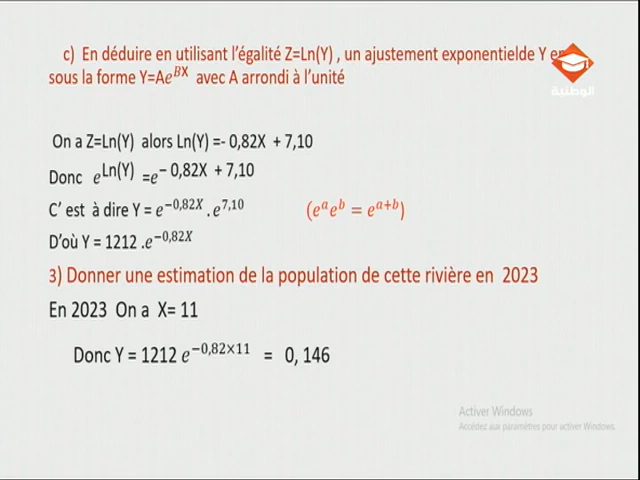 c) En déduire en utilisant l'égalité Z=Ln(Y) , un ajustement exponentielde Y en
sous la forme Y=Ae^{BX} avec A arrondi à l'unité
الوطنية
On a Z=Ln(Y) alors Ln(Y) =- 0,82X + 7,10
Donc e^{Ln(Y)} =e^{– 0,82X + 7,10}
C' est à dire Y = e^{−0,82X} . e^{7,10} (e^{a}e^{b} = e^{a+b})
D'où Y = 1212 .e^{−0,82X}
3) Donner une estimation de la population de cette rivière en 2023
En 2023 On a X= 11
Donc Y = 1212 e^{−0,82×11} = 0, 146
Activer Windows
Accédez aux paramètres pour activer Windows.